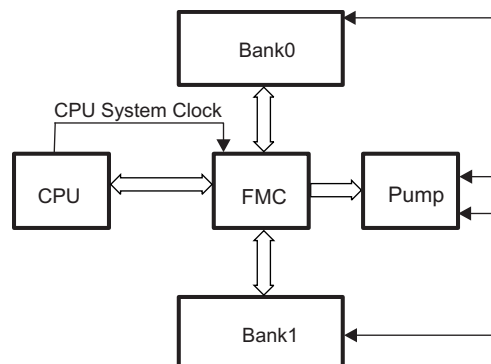 Bank0
CPU System Clock
CPU
FMC
Pump
Bank1